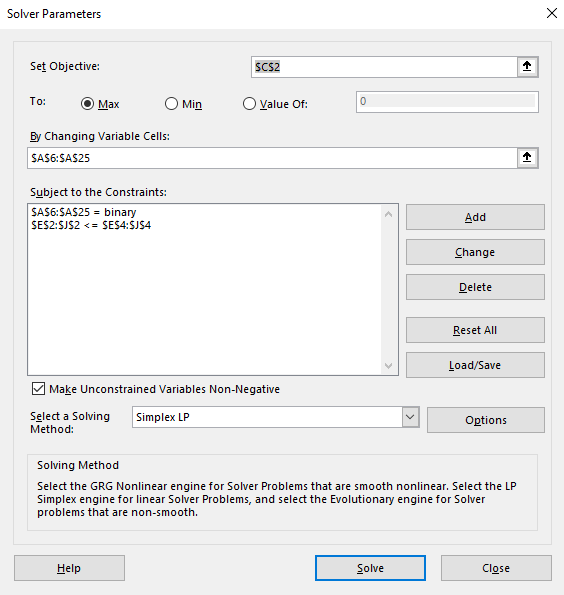 Solver Parameters
Set Objective:
$C$2
To:
Max
Min
Value Of:
0
By Changing Variable Cells:
$A$6:$A$25
Subject to the Constraints:
$A$6:$A$25 = binary
$E$2:$J$2 <= $E$4:$J$4
Add
Change
Delete
Reset All
Load/Save
Make Unconstrained Variables Non-Negative
Select a Solving
Method:
Simplex LP
Options
Solving Method
Select the GRG Nonlinear engine for Solver Problems that are smooth nonlinear. Select the LP
Simplex engine for linear Solver Problems, and select the Evolutionary engine for Solver
problems that are non-smooth.
Help
Solve
Close